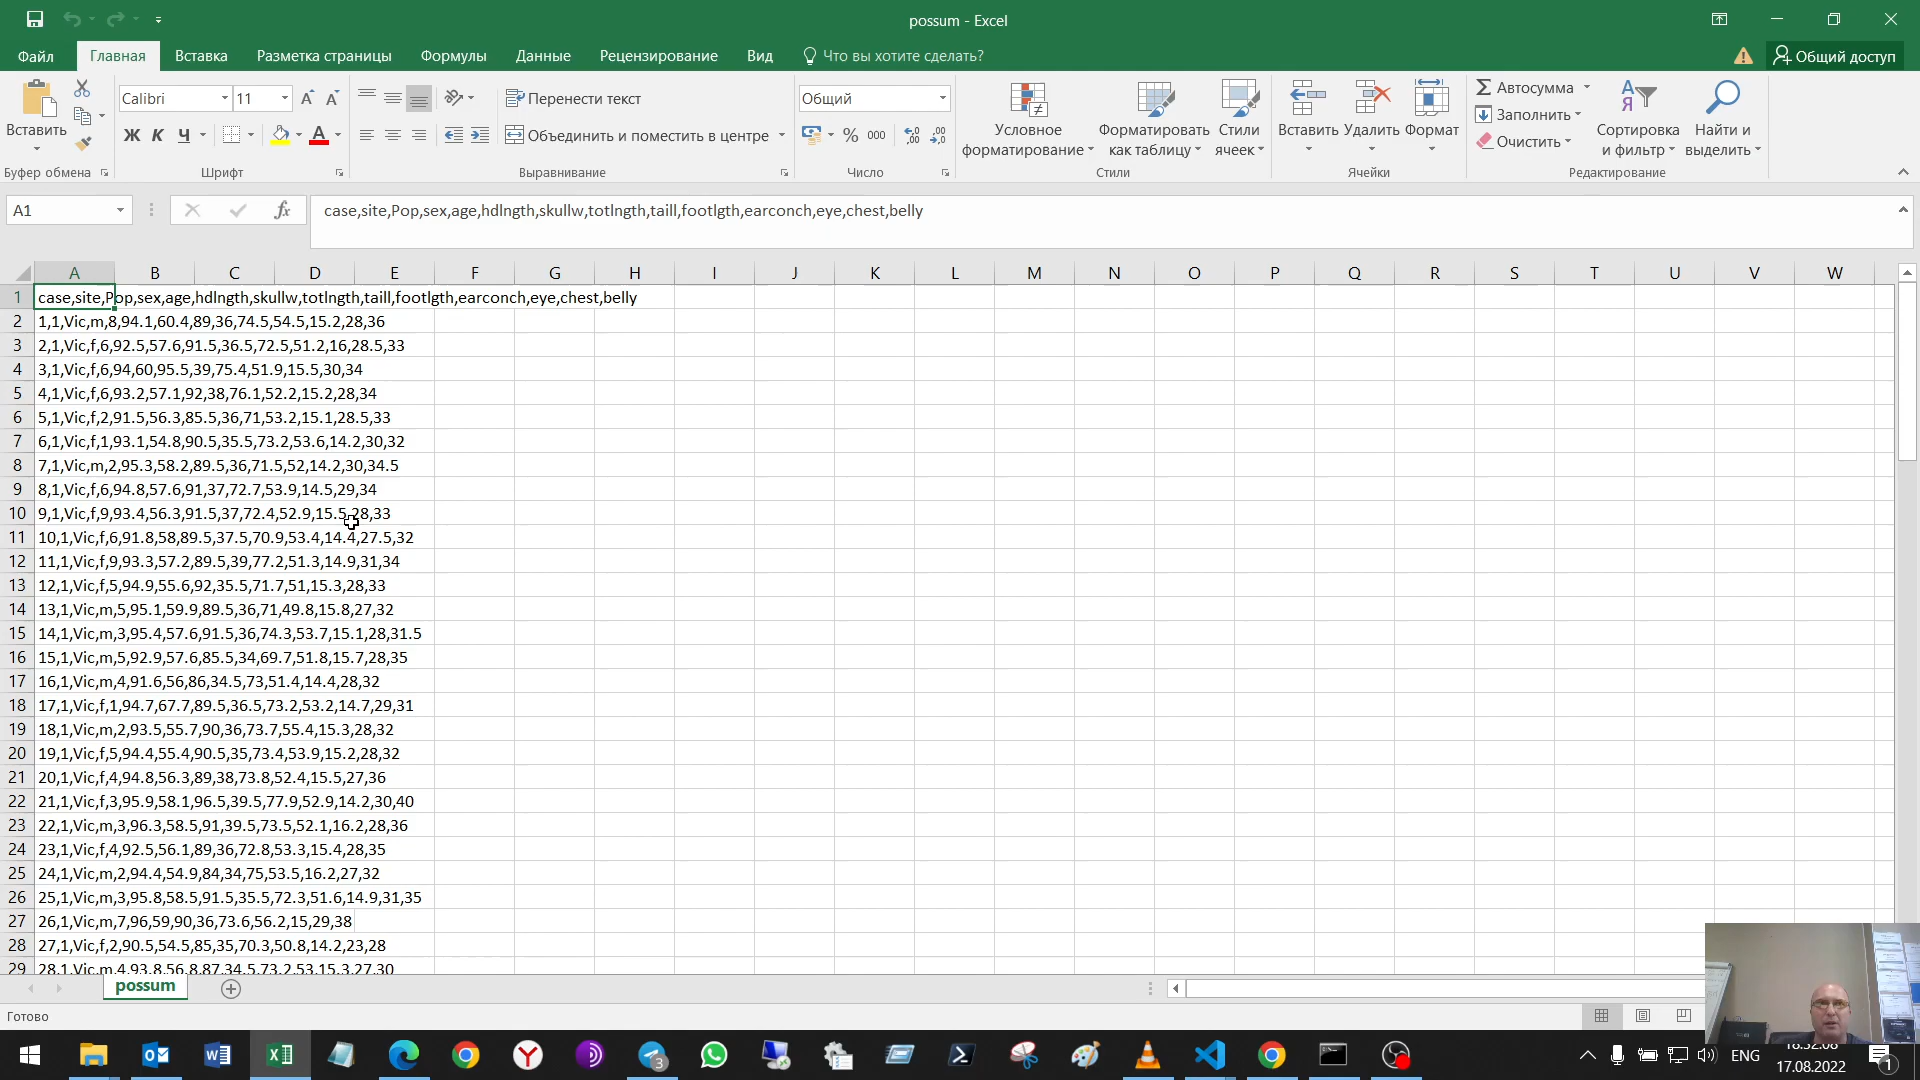 possum - Excel
Файл Главная Вставка Разметка страницы Формулы Данные Рецензирование Вид Что вы хотите сделать? Общий доступ
Вставить
Буфер обмена
Calibri 11
Ж К Ч
Шрифт
Перенести текст
Объединить и поместить в центре
Выравнивание
Общий
% 000
Число
Условное форматирование
Форматировать как таблицу
Стили ячеек
Стили
Вставить Удалить Формат
Ячейки
Автосумма
Заполнить
Очистить
Сортировка и фильтр
Найти и выделить
Редактирование
A1 fx case,site,Pop,sex,age,hdlngth,skullw,totlngth,taill,footlgth,earconch,eye,chest,belly
A B C D E F G H I J K L M N O P Q R S T U V W
1 case,site,Pop,sex,age,hdlngth,skullw,totlngth,taill,footlgth,earconch,eye,chest,belly
2 1,1,Vic,m,8,94.1,60.4,89,36,74.5,54.5,15.2,28,36
3 2,1,Vic,f,6,92.5,57.6,91.5,36.5,72.5,51.2,16,28.5,33
4 3,1,Vic,f,6,94,60,95.5,39,75.4,51.9,15.5,30,34
5 4,1,Vic,f,6,93.2,57.1,92,38,76.1,52.2,15.2,28,34
6 5,1,Vic,f,2,91.5,56.3,85.5,36,71,53.2,15.1,28.5,33
7 6,1,Vic,f,1,93.1,54.8,90.5,35.5,73.2,53.6,14.2,30,32
8 7,1,Vic,m,2,95.3,58.2,89.5,36,71.5,52,14.2,30,34.5
9 8,1,Vic,f,6,94.8,57.6,91,37,72.7,53.9,14.5,29,34
10 9,1,Vic,f,9,93.4,56.3,91.5,37,72.4,52.9,15.5,28,33
11 10,1,Vic,f,6,91.8,58,89.5,37.5,70.9,53.4,14.4,27.5,32
12 11,1,Vic,f,9,93.3,57.2,89.5,39,77.2,51.3,14.9,31,34
13 12,1,Vic,f,5,94.9,55.6,92,35.5,71.7,51,15.3,28,33
14 13,1,Vic,m,5,95.1,59.9,89.5,36,71,49.8,15.8,27,32
15 14,1,Vic,m,3,95.4,57.6,91.5,36,74.3,53.7,15.1,28,31.5
16 15,1,Vic,m,5,92.9,57.6,85.5,34,69.7,51.8,15.7,28,35
17 16,1,Vic,m,4,91.6,56,86,34.5,73,51.4,14.4,28,32
18 17,1,Vic,f,1,94.7,67.7,89.5,36.5,73.2,53.2,14.7,29,31
19 18,1,Vic,m,2,93.5,55.7,90,36,73.7,55.4,15.3,28,32
20 19,1,Vic,f,5,94.4,55.4,90.5,35,73.4,53.9,15.2,28,32
21 20,1,Vic,f,4,94.8,56.3,89,38,73.8,52.4,15.5,27,36
22 21,1,Vic,f,3,95.9,58.1,96.5,39.5,77.9,52.9,14.2,30,40
23 22,1,Vic,m,3,96.3,58.5,91,39.5,73.5,52.1,16.2,28,36
24 23,1,Vic,f,4,92.5,56.1,89,36,72.8,53.3,15.4,28,35
25 24,1,Vic,m,2,94.4,54.9,84,34,75,53.5,16.2,27,32
26 25,1,Vic,m,3,95.8,58.5,91.5,35.5,72.3,51.6,14.9,31,35
27 26,1,Vic,m,7,96,59,90,36,73.6,56.2,15,29,38
28 27,1,Vic,f,2,90.5,54.5,85,35,70.3,50.8,14.2,23,28
29 28,1,Vic,m,4,93.8,56.8,87,34.5,73.2,53,15.3,27,30
possum
Готово
3
ENG
17.08.2022
1